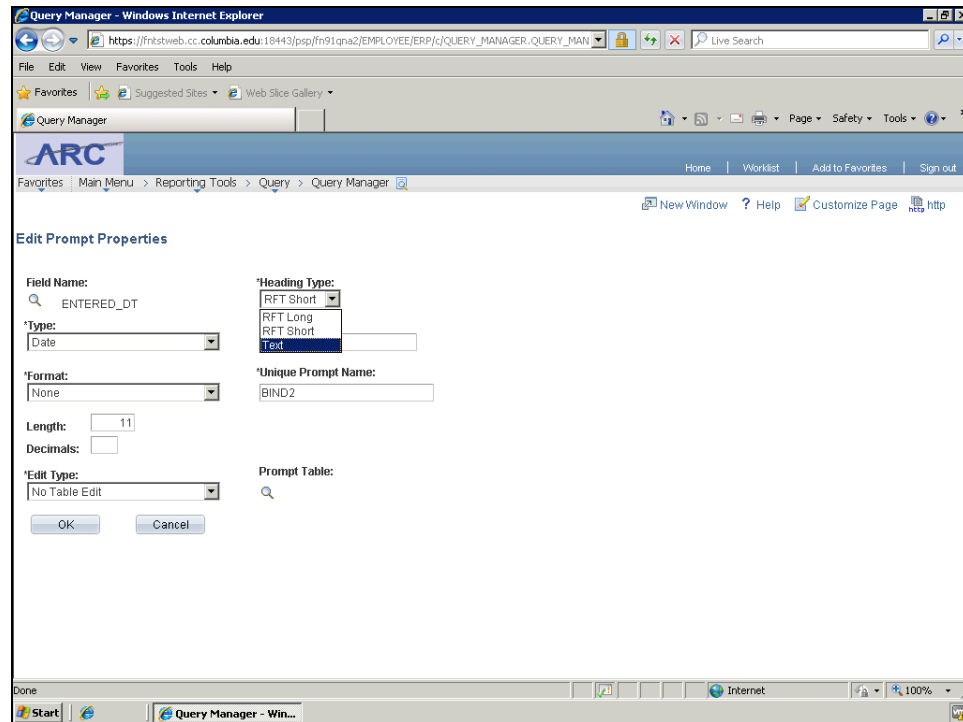 Query Manager - Windows Internet Explorer
https://fntstweb.cc.columbia.edu:18443/psp/fn91qna2/EMPLOYEE/ERP/c/QUERY_MANAGER.QUERY_MAN
Live Search
File Edit View Favorites Tools Help
Favorites Suggested Sites Web Slice Gallery
Query Manager
Page Safety Tools
ARC
Home | Worklist | Add to Favorites | Sign out
Favorites Main Menu > Reporting Tools > Query > Query Manager
New Window ? Help Customize Page http
Edit Prompt Properties
Field Name: *Heading Type:
ENTERED_DT RFT Short
RFT Long
*Type: RFT Short
Date Text
*Format: *Unique Prompt Name:
None BIND2
Length: 11
Decimals:
*Edit Type: Prompt Table:
No Table Edit
OK Cancel
Done Internet 100%
Start Query Manager - Win...